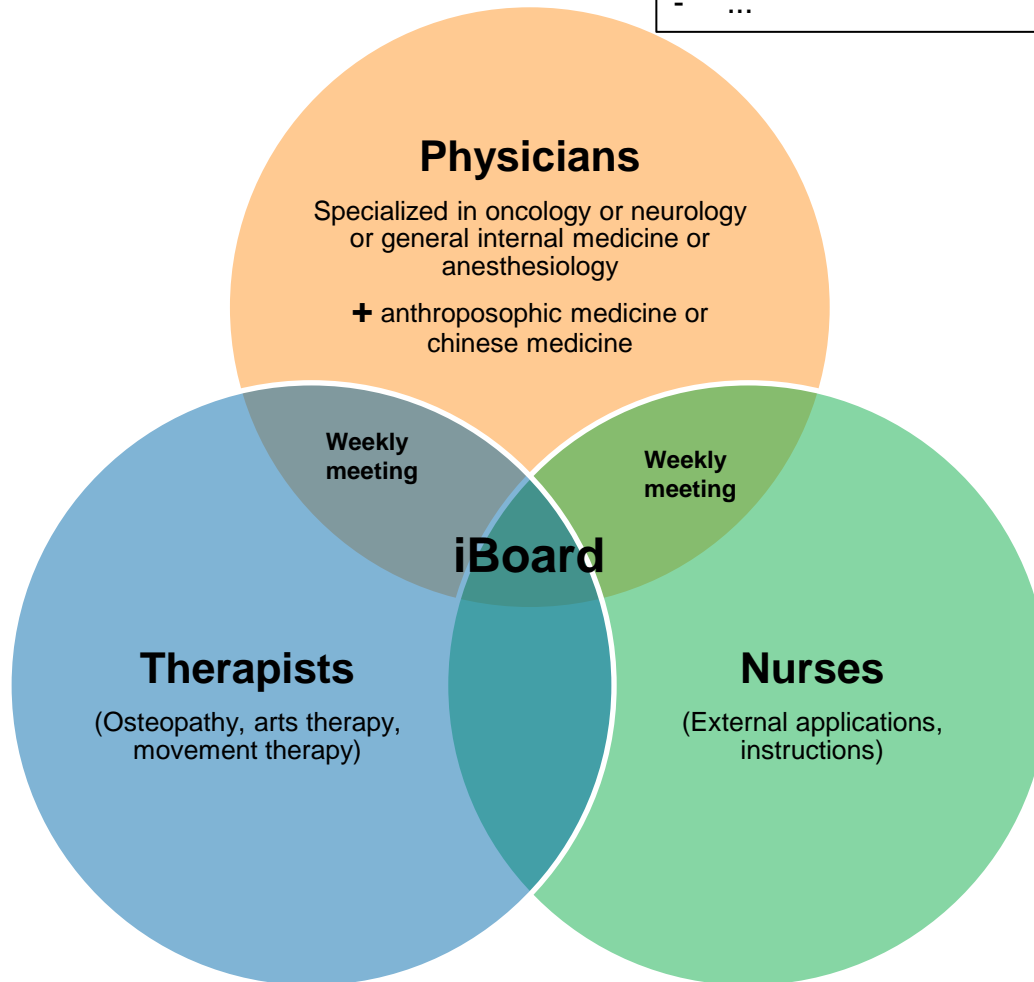 - ...
Physicians
Specialized in oncology or neurology
or general internal medicine or
anesthesiology
+ anthroposophic medicine or
chinese medicine
Weekly
meeting
Weekly
meeting
iBoard
Therapists
(Osteopathy, arts therapy,
movement therapy)
Nurses
(External applications,
instructions)